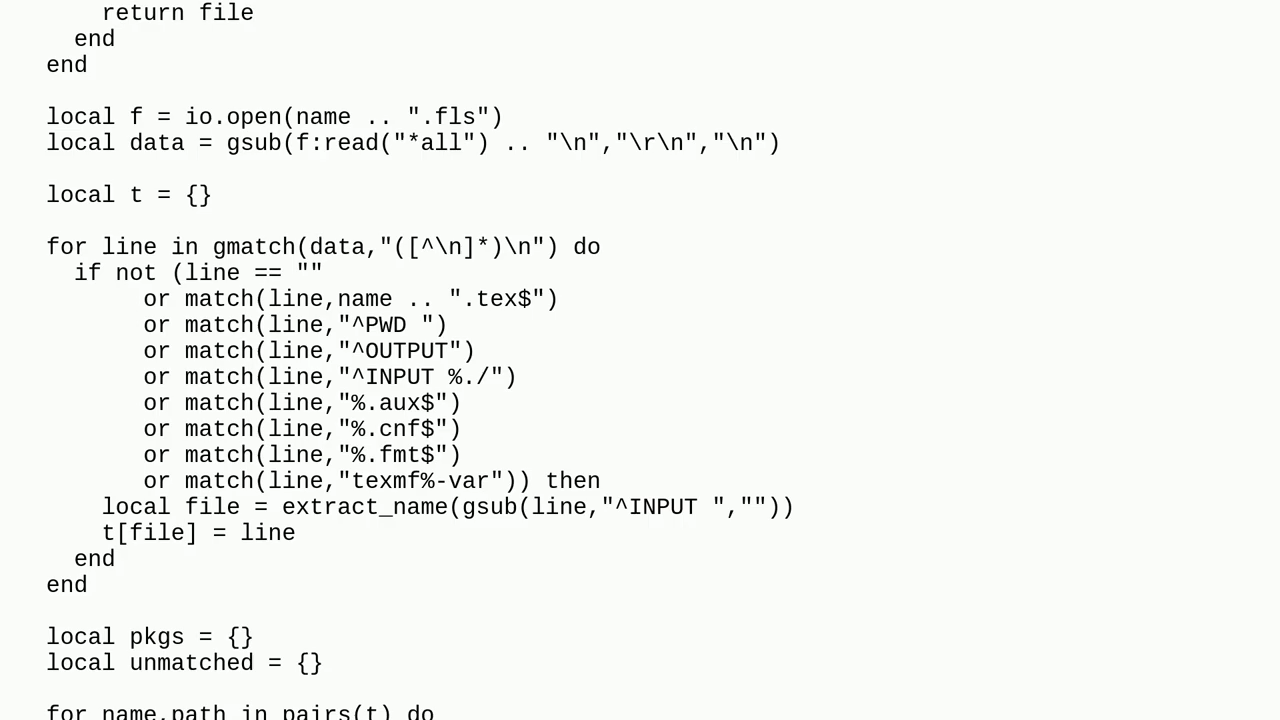 return file
end
end
local f = io.open(name .. ".fls")
local data = gsub(f:read("*all") .. "\n","\r\n","\n")
local t = {}
for line in gmatch(data,"([^\n]*)\n") do
if not (line == ""
or match(line,name .. ".tex$")
or match(line,"^PWD ")
or match(line,"^OUTPUT")
or match(line,"^INPUT %./")
or match(line,"%.aux$")
or match(line,"%.cnf$")
or match(line,"%.fmt$")
or match(line,"texmf%-var")) then
local file = extract_name(gsub(line,"^INPUT ",""))
t[file] = line
end
end
local pkgs = {}
local unmatched = {}
for name,path in pairs(t) do